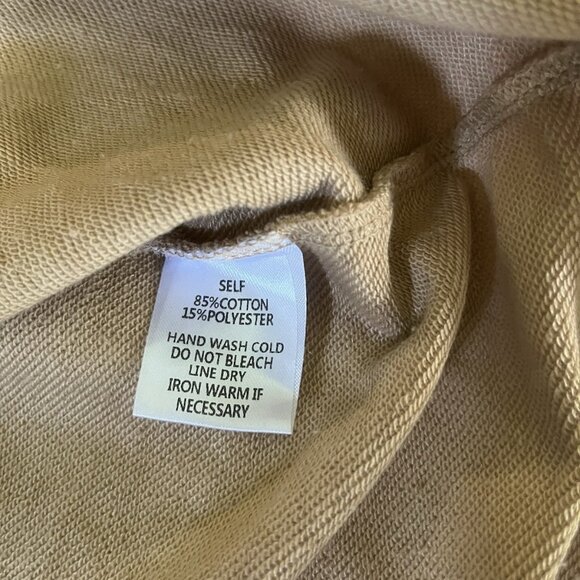 SELF
85%COTTON
15%POLYESTER
HAND WASH COLD
DO NOT BLEACH
LINE DRY
IRON WARM IF
NECESSARY